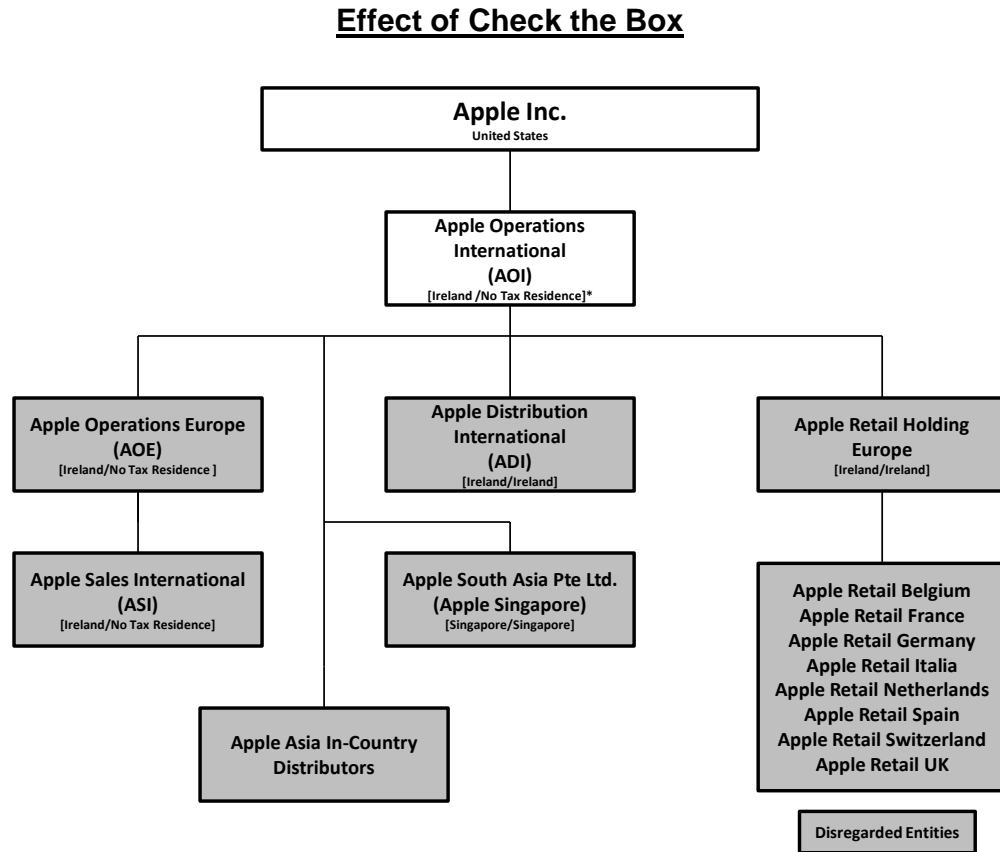 Effect of Check the Box
Apple Inc.
United States
Apple Operations
International
(AOI)
[Ireland /No Tax Residence]*
Apple Operations Europe
(AOE)
[Ireland/No Tax Residence ]
Apple Distribution
International
(ADI)
[Ireland/Ireland]
Apple Retail Holding
Europe
[Ireland/Ireland]
Apple Sales International
(ASI)
[Ireland/No Tax Residence]
Apple South Asia Pte Ltd.
(Apple Singapore)
[Singapore/Singapore]
Apple Retail Belgium
Apple Retail France
Apple Retail Germany
Apple Retail Italia
Apple Retail Netherlands
Apple Retail Spain
Apple Retail Switzerland
Apple Retail UK
Apple Asia In-Country
Distributors
Disregarded Entities